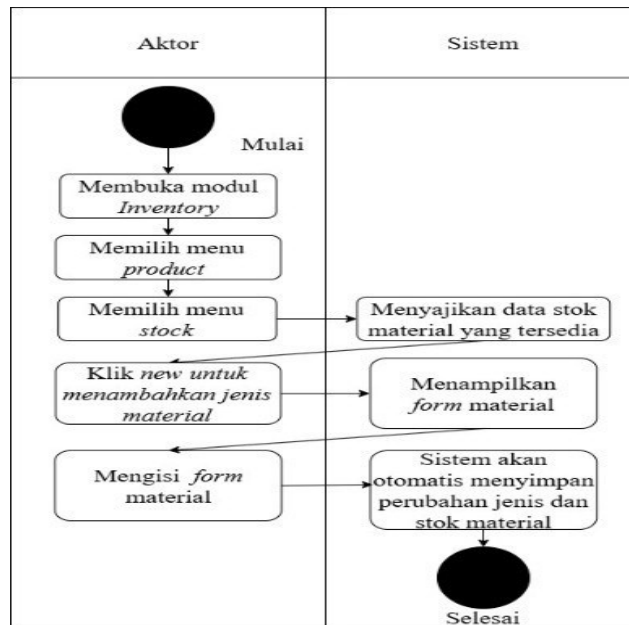 Aktor
Sistem
Mulai
Membuka modul
Inventory
Memilih menu
product
Memilih menu
stock
Menyajikan data stok
material yang tersedia
Klik new untuk
menambahkan jenis
material
Menampilkan
form material
Mengisi form
material
Sistem akan
otomatis menyimpan
perubahan jenis dan
stok material
Selesai